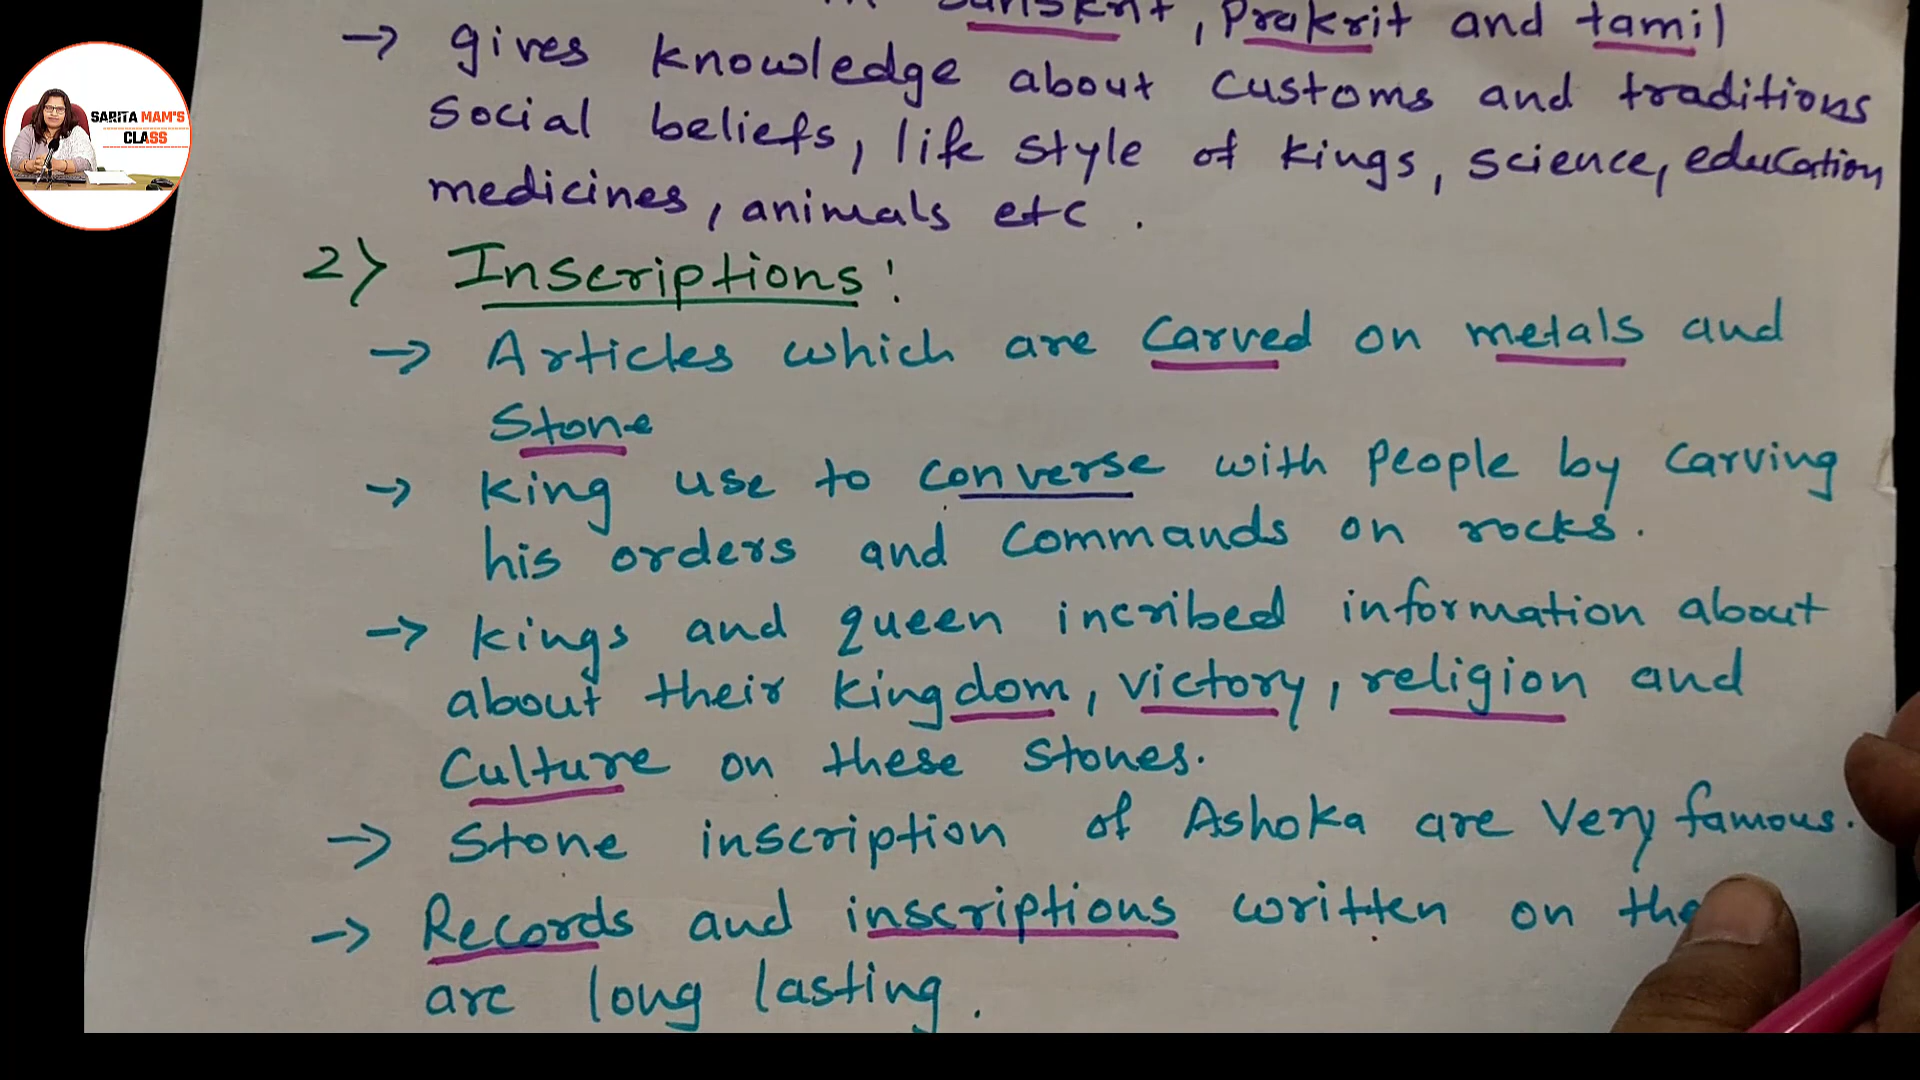 Sanskrit, Prakrit and tamil
→ gives knowledge about customs and traditions
social beliefs, life style of kings, science, education
medicines, animals etc.
SARITA MAM'S
CLASS
2) Inscriptions:
→ Articles which are carved on metals and
Stone
→ king use to converse with people by carving
his orders and commands on rocks.
→ kings and queen incribed information about
about their kingdom, victory, religion and
Culture on these stones.
→ Stone inscription of Ashoka are very famous.
→ Records and inscriptions written on
are long lasting.